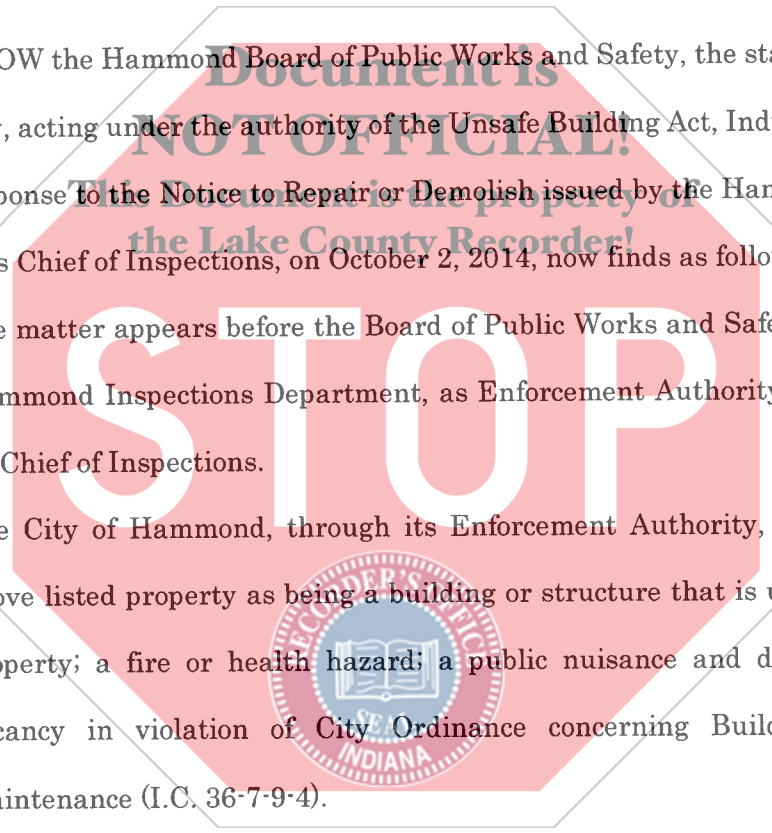 OW the Hammond Board of Public Works and Safety, the sta
Document is
, acting under the authority of the Unsafe Building Act, Ind
NOT OFFICIAL!
ponse to the Notice to Repair or Demolish issued by the Ham
This Document is the property of
the Lake County Recorder!
s Chief of Inspections, on October 2, 2014, now finds as follo
e matter appears before the Board of Public Works and Safe
mmond Inspections Department, as Enforcement Authority
Chief of Inspections.
STOP
e City of Hammond, through its Enforcement Authority,
ove listed property as being a building or structure that is u
operty; a fire or health hazard; a public nuisance and d
cancy in violation of City Ordinance concerning Build
aintenance (I.C. 36-7-9-4).
RECORDER'S OFFICE
SEAL
INDIANA